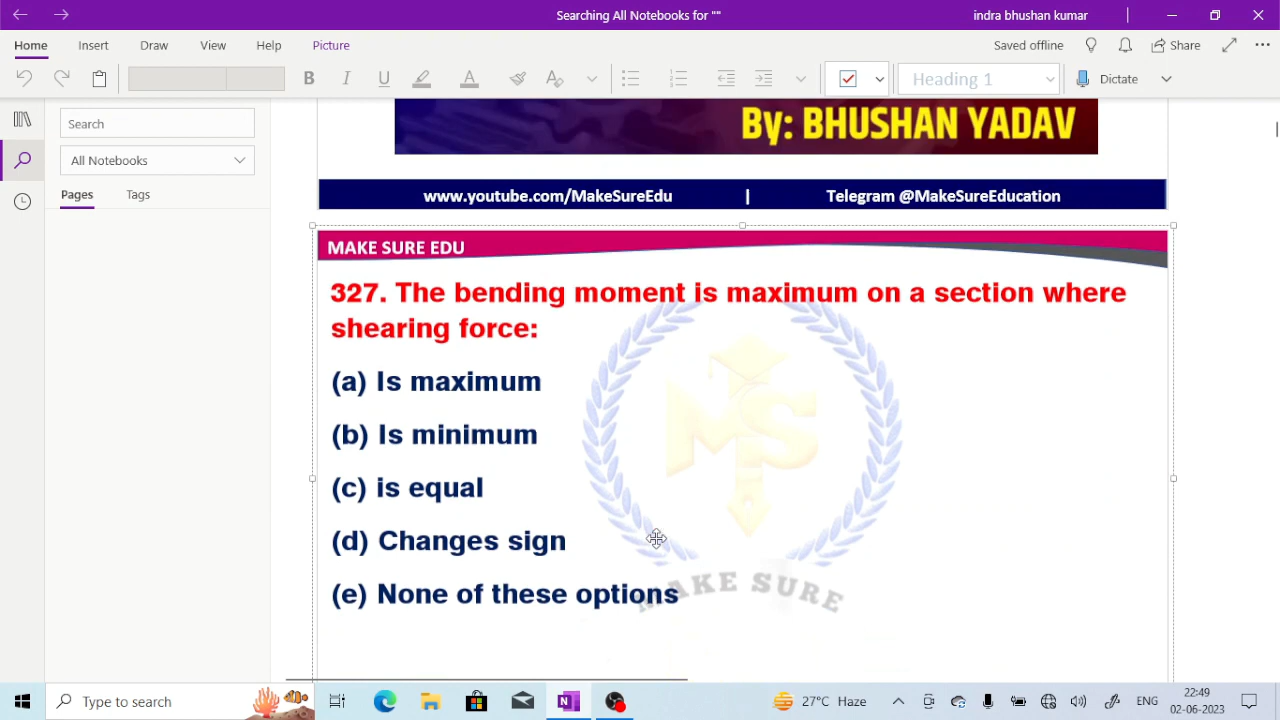 Searching All Notebooks for ""
indra bhushan kumar
Home Insert Draw View Help Picture
Saved offline Share
B I U A
Heading 1 Dictate
Search
All Notebooks
Pages Tags
By: BHUSHAN YADAV
www.youtube.com/MakeSureEdu | Telegram @MakeSureEducation
MAKE SURE EDU
327. The bending moment is maximum on a section where
shearing force:
(a) Is maximum
(b) Is minimum
(c) is equal
(d) Changes sign
(e) None of these options
MS
MAKE SURE
Type to search
27°C Haze
ENG
22:49
02-06-2023